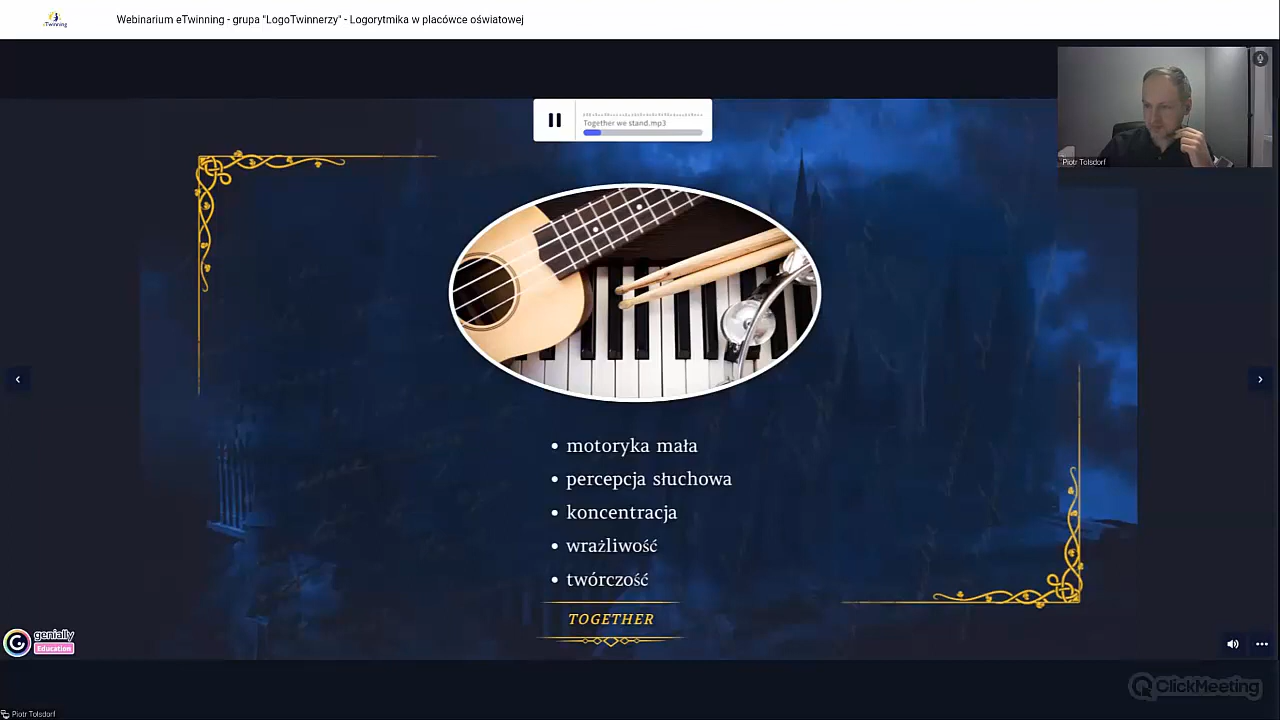 eTwinning
Webinarium eTwinning - grupa "LogoTwinnerzy" - Logorytmika w placówce oświatowej
Together we stand.mp3
Piotr Tolsdorf
• motoryka mała
• percepcja słuchowa
• koncentracja
• wrażliwość
• twórczość
TOGETHER
genially
Education
ClickMeeting
Piotr Tolsdorf